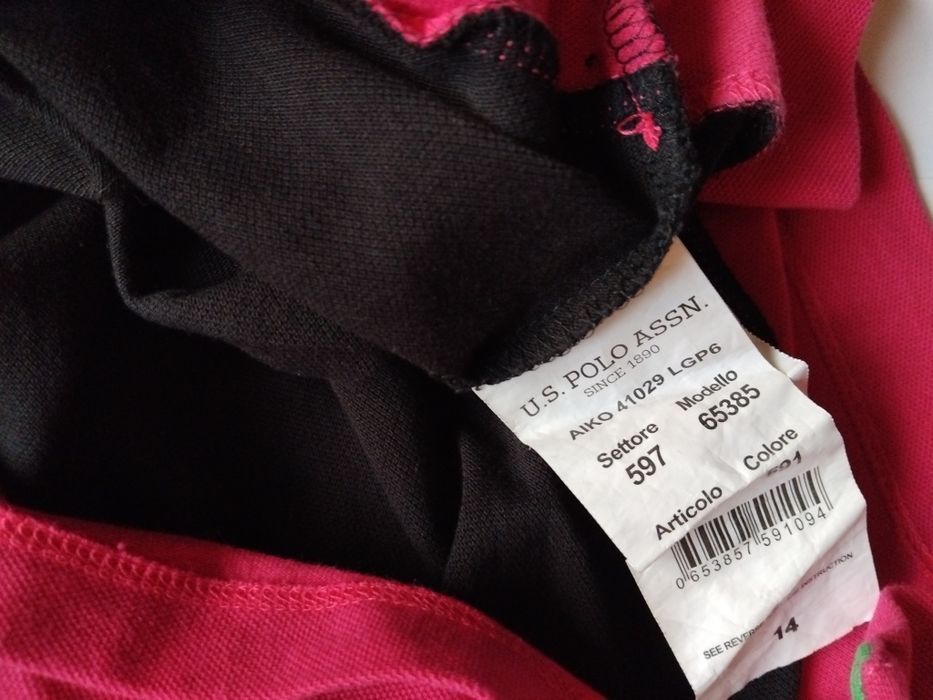 U.S. POLO ASSN.
SINCE 1890
AIKO 41029 LGP6
Settore Modello
597 65385
Articolo Colore
0 653857 591094
SEE INSTRUCTION
14